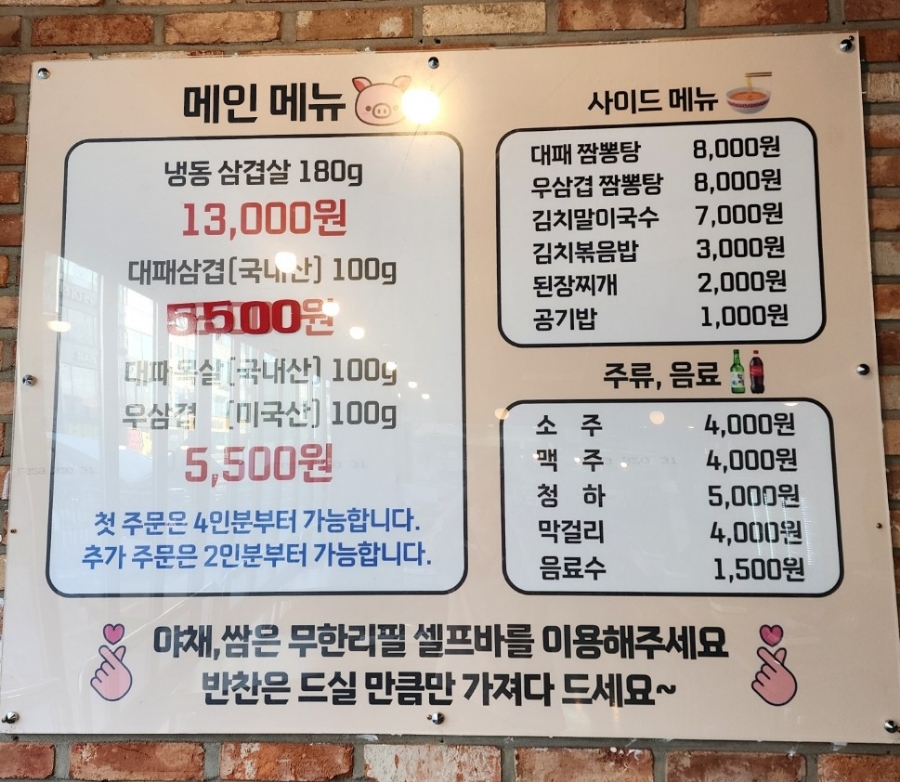 메인 메뉴
냉동 삼겹살 180g
13,000원
대패삼겹(국내산) 100g
5500원
대패목살(국내산) 100g
우삼겹 (미국산) 100g
5,500원
첫 주문은 4인분부터 가능합니다.
추가 주문은 2인분부터 가능합니다.
사이드 메뉴
대패 짬뽕탕 8,000원
우삼겹 짬뽕탕 8,000원
김치말이국수 7,000원
김치볶음밥 3,000원
된장찌개 2,000원
공기밥 1,000원
주류, 음료
소 주 4,000원
맥 주 4,000원
청 하 5,000원
막걸리 4,000원
음료수 1,500원
야채,쌈은 무한리필 셀프바를 이용해주세요
반찬은 드실 만큼만 가져다 드세요~